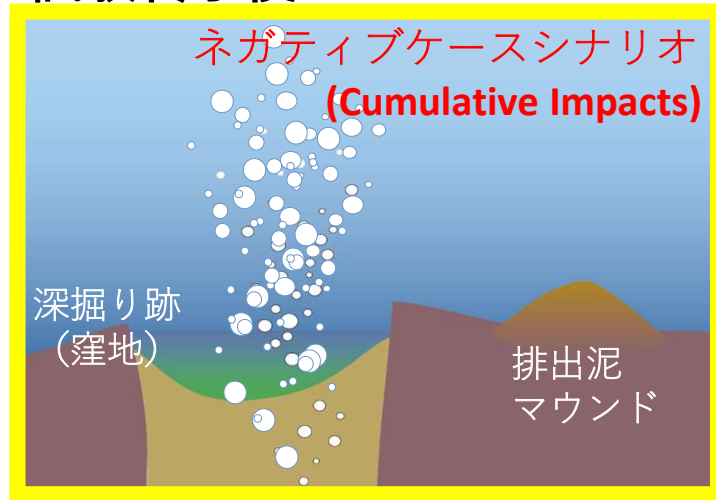 ネガティブケースシナリオ
(Cumulative Impacts)
深掘り跡
（窪地）
排出泥
マウンド